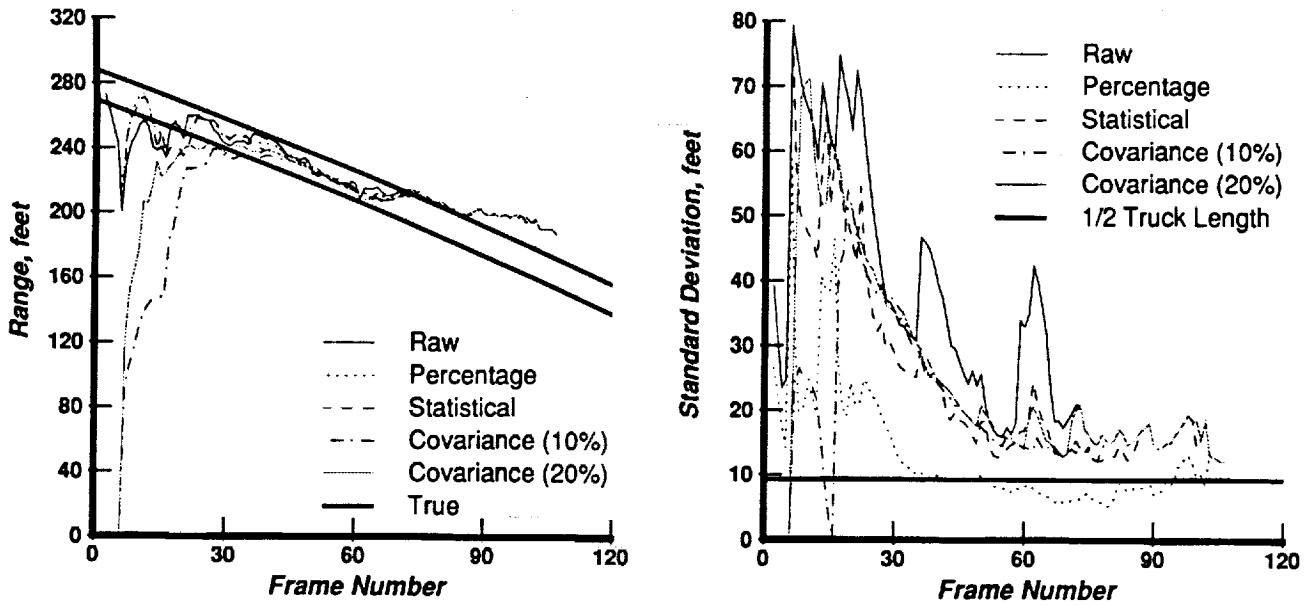 320
280
240
200
160
120
80
40
0
Range, feet
0 30 60 90 120
Frame Number
Raw
Percentage
Statistical
Covariance (10%)
Covariance (20%)
True
80
70
60
50
40
30
20
10
0
Standard Deviation, feet
0 30 60 90 120
Frame Number
Raw
Percentage
Statistical
Covariance (10%)
Covariance (20%)
1/2 Truck Length